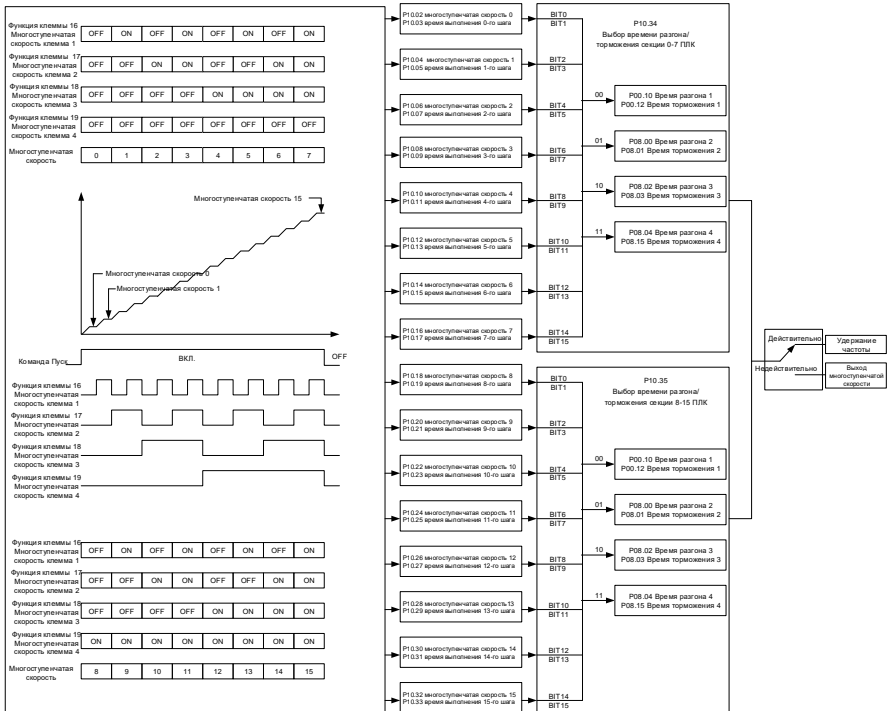 Функция клеммы 16
Многоступенчатая
скорость клемма 1
OFF ON OFF ON OFF ON OFF ON
Функция клеммы 17
Многоступенчатая
скорость клемма 2
OFF OFF ON ON OFF OFF ON ON
Функция клеммы 18
Многоступенчатая
скорость клемма 3
OFF OFF OFF OFF ON ON ON ON
Функция клеммы 19
Многоступенчатая
скорость клемма 4
OFF OFF OFF OFF OFF OFF OFF OFF
Многоступенчатая
скорость
0 1 2 3 4 5 6 7
Многоступенчатая скорость 15
Многоступенчатая скорость 0
Многоступенчатая скорость 1
Команда Пуск
ВКЛ.
OFF
Функция клеммы 16
Многоступенчатая
скорость клемма 1
Функция клеммы 17
Многоступенчатая
скорость клемма 2
Функция клеммы 18
Многоступенчатая
скорость клемма 3
Функция клеммы 19
Многоступенчатая
скорость клемма 4
Функция клеммы 16
Многоступенчатая
скорость клемма 1
OFF ON OFF ON OFF ON OFF ON
Функция клеммы 17
Многоступенчатая
скорость клемма 2
OFF OFF ON ON OFF OFF ON ON
Функция клеммы 18
Многоступенчатая
скорость клемма 3
OFF OFF OFF OFF ON ON ON ON
Функция клеммы 19
Многоступенчатая
скорость клемма 4
ON ON ON ON ON ON ON ON
Многоступенчатая
скорость
8 9 10 11 12 13 14 15
P10.02 многоступенчатая скорость 0
P10.03 время выполнения 0-го шага
P10.04 многоступенчатая скорость 1
P10.05 время выполнения 1-го шага
P10.06 многоступенчатая скорость 2
P10.07 время выполнения 2-го шага
P10.08 многоступенчатая скорость 3
P10.09 время выполнения 3-го шага
P10.10 многоступенчатая скорость 4
P10.11 время выполнения 4-го шага
P10.12 многоступенчатая скорость 5
P10.13 время выполнения 5-го шага
P10.14 многоступенчатая скорость 6
P10.15 время выполнения 6-го шага
P10.16 многоступенчатая скорость 7
P10.17 время выполнения 7-го шага
P10.18 многоступенчатая скорость 8
P10.19 время выполнения 8-го шага
P10.20 многоступенчатая скорость 9
P10.21 время выполнения 9-го шага
P10.22 многоступенчатая скорость 10
P10.23 время выполнения 10-го шага
P10.24 многоступенчатая скорость 11
P10.25 время выполнения 11-го шага
P10.26 многоступенчатая скорость 12
P10.27 время выполнения 12-го шага
P10.28 многоступенчатая скорость13
P10.29 время выполнения 13-го шага
P10.30 многоступенчатая скорость 14
P10.31 время выполнения 14-го шага
P10.32 многоступенчатая скорость 15
P10.33 время выполнения 15-го шага
BIT0
BIT1
BIT2
BIT3
BIT4
BIT5
BIT6
BIT7
BIT8
BIT9
BIT10
BIT11
BIT12
BIT13
BIT14
BIT15
P10.34
Выбор времени разгона/
торможения секции 0-7 ПЛК
00
P00.10 Время разгона 1
P00.12 Время торможения 1
01
P08.00 Время разгона 2
P08.01 Время торможения 2
10
P08.02 Время разгона 3
P08.03 Время торможения 3
11
P08.04 Время разгона 4
P08.15 Время торможения 4
BIT0
BIT1
BIT2
BIT3
BIT4
BIT5
BIT6
BIT7
BIT8
BIT9
BIT10
BIT11
BIT12
BIT13
BIT14
BIT15
P10.35
Выбор времени разгона/
торможения секции 8-15 ПЛК
00
P00.10 Время разгона 1
P00.12 Время торможения 1
01
P08.00 Время разгона 2
P08.01 Время торможения 2
10
P08.02 Время разгона 3
P08.03 Время торможения 3
11
P08.04 Время разгона 4
P08.15 Время торможения 4
Действительно
Недействительно
Удержание
частоты
Выход
многоступенчатой
скорости